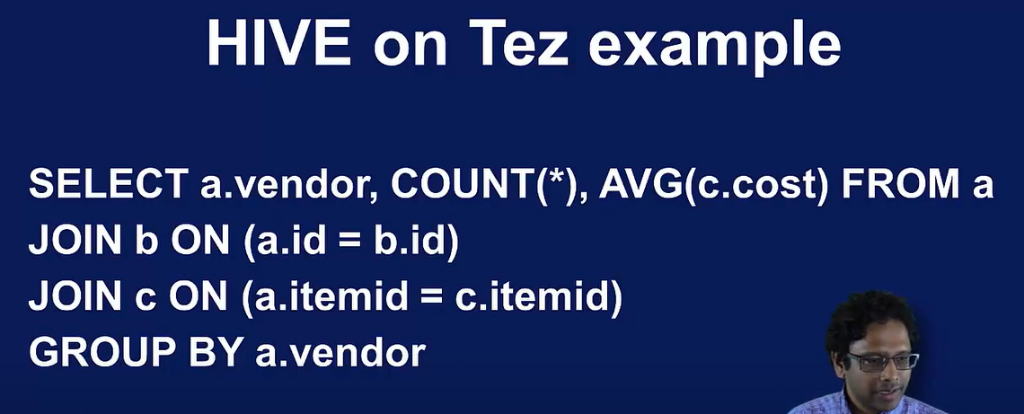 HIVE on Tez example
SELECT a.vendor, COUNT(*), AVG(c.cost) FROM a
JOIN b ON (a.id = b.id)
JOIN c ON (a.itemid = c.itemid)
GROUP BY a.vendor